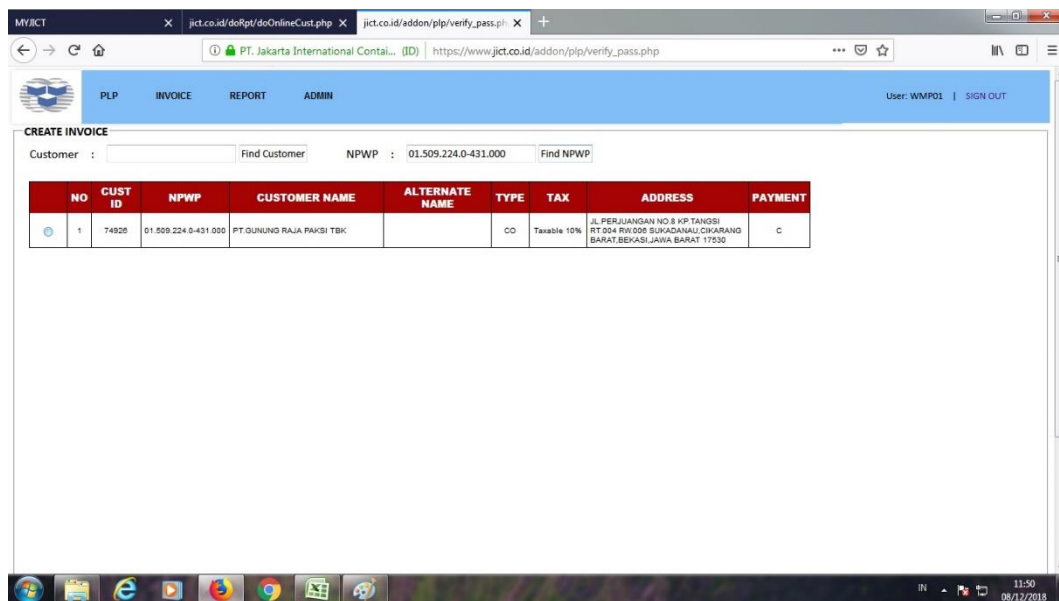 MYJICT
jict.co.id/doRpt/doOnlineCust.php
jict.co.id/addon/plp/verify_pass.ph
PT. Jakarta International Contai... (ID) https://www.jict.co.id/addon/plp/verify_pass.php
PLP INVOICE REPORT ADMIN User: WMP01 | SIGN OUT
CREATE INVOICE
Customer : Find Customer NPWP : 01.509.224.0-431.000 Find NPWP
NO CUST ID NPWP CUSTOMER NAME ALTERNATE NAME TYPE TAX ADDRESS PAYMENT
1 74926 01.509.224.0-431.000 PT.GUNUNG RAJA PAKSI TBK CO Taxable 10% JL.PERJUANGAN NO.8 KP.TANGSI
RT.004 RW.006 SUKADANAU,CIKARANG
BARAT,BEKASI,JAWA BARAT 17530 C
IN 11:50
08/12/2018